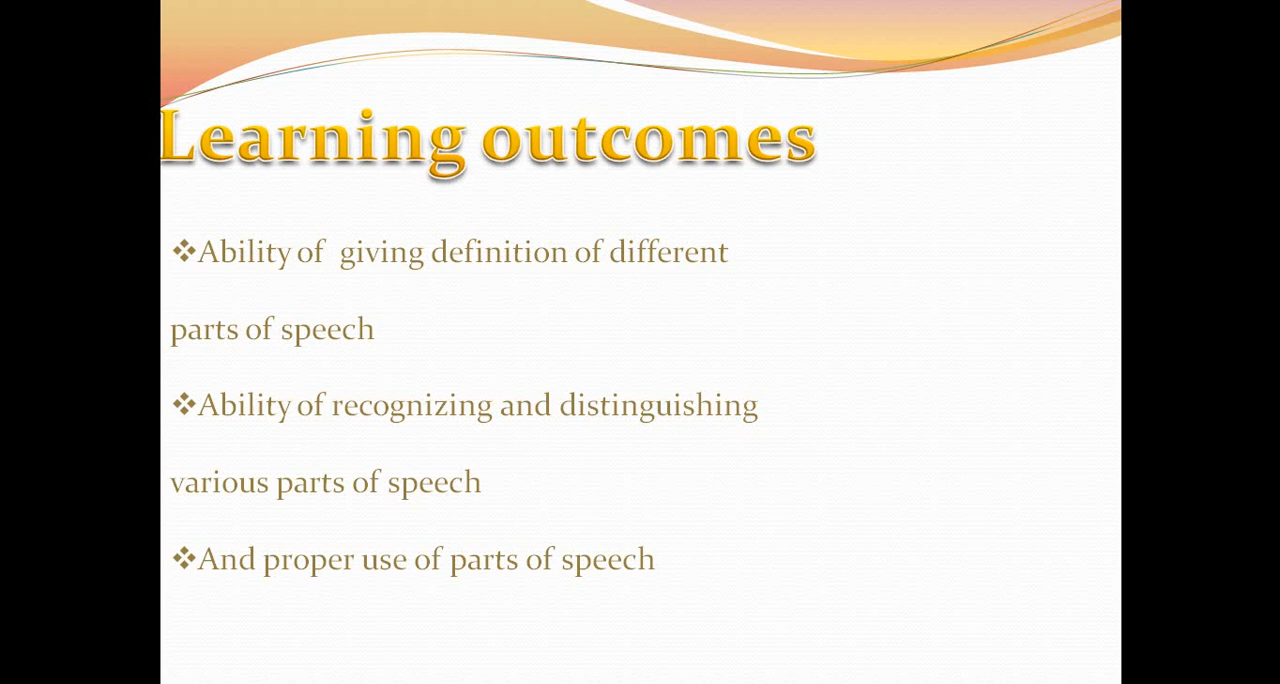 Learning outcomes
❖Ability of  giving definition of different
parts of speech
❖Ability of recognizing and distinguishing
various parts of speech
❖And proper use of parts of speech